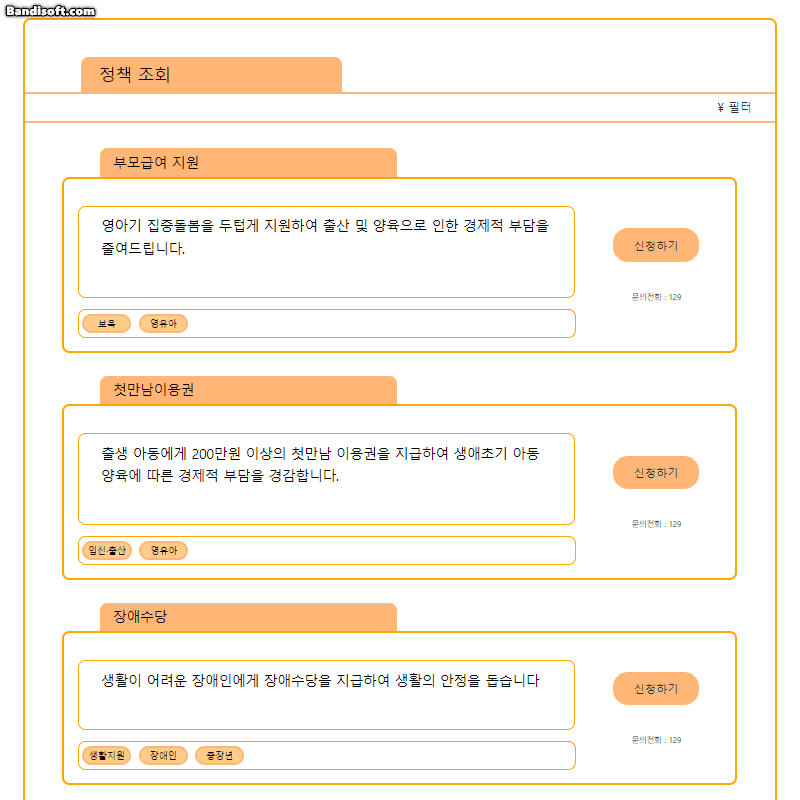 Bandisoft.com
정책 조회
¥ 필터
부모급여 지원
영아기 집중돌봄을 두텁게 지원하여 출산 및 양육으로 인한 경제적 부담을
줄여드립니다.
신청하기
문의전화 : 129
보육 영유아
첫만남이용권
출생 아동에게 200만원 이상의 첫만남 이용권을 지급하여 생애초기 아동
양육에 따른 경제적 부담을 경감합니다.
신청하기
문의전화 : 129
임신·출산 영유아
장애수당
생활이 어려운 장애인에게 장애수당을 지급하여 생활의 안정을 돕습니다
신청하기
문의전화 : 129
생활지원 장애인 중장년